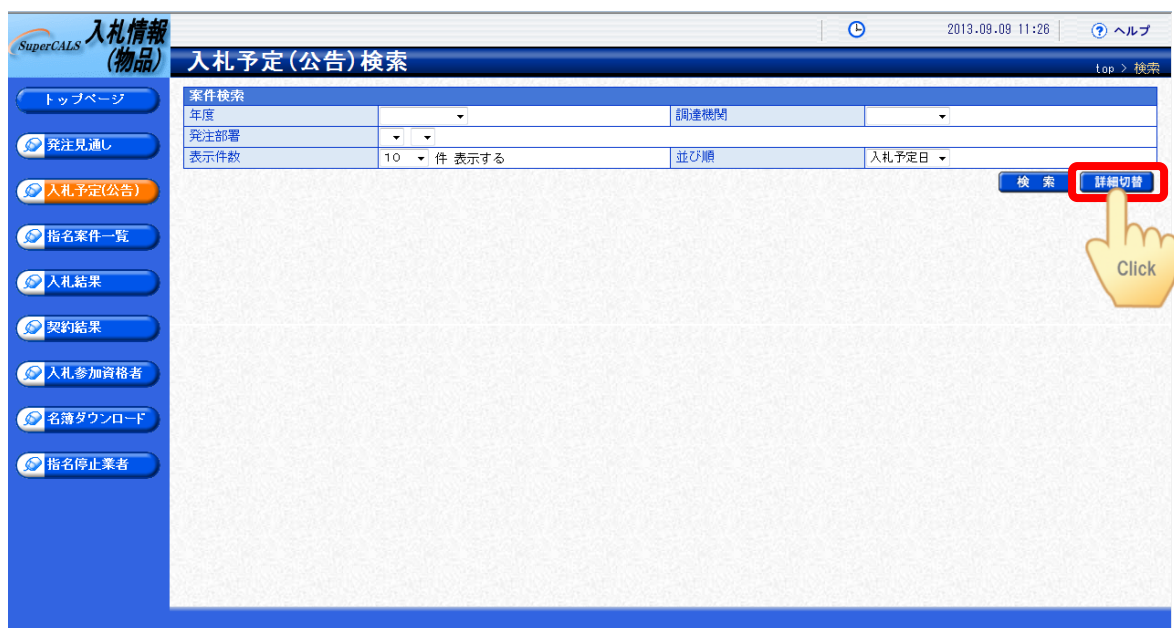 SuperCALS 入札情報
(物品)
2013.09.09 11:26
? ヘルプ
入札予定(公告)検索
top > 検索
トップページ
発注見通し
入札予定(公告)
指名案件一覧
入札結果
契約結果
入札参加資格者
名簿ダウンロード
指名停止業者
案件検索
年度 調達機関
発注部署
表示件数 10 件 表示する 並び順 入札予定日
検 索 詳細切替
Click